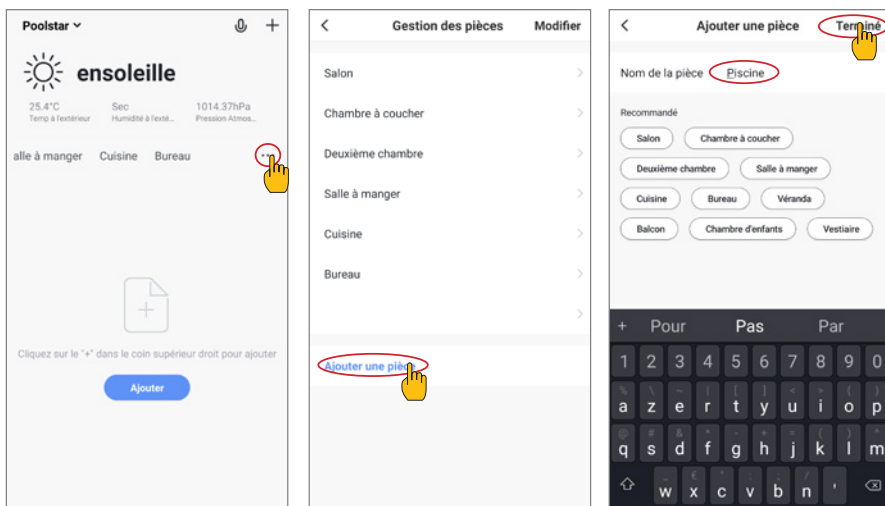 Poolstar
ensoleille
25.4°C Sec 1014.37hPa
Temp à l'extérieur Humidité à l'exté... Pression Atmos...
alle à manger Cuisine Bureau ...
Cliquez sur le "+" dans le coin supérieur droit pour ajouter
Ajouter
Gestion des pièces Modifier
Salon
Chambre à coucher
Deuxième chambre
Salle à manger
Cuisine
Bureau
Ajouter une pièce
Ajouter une pièce Terminé
Nom de la pièce Piscine
Recommandé
Salon Chambre à coucher
Deuxième chambre Salle à manger
Cuisine Bureau Véranda
Balcon Chambre d'enfants Vestiaire
+ Pour Pas Par
1 2 3 4 5 6 7 8 9 0
a z e r t y u i o p
q s d f g h j k l m
w x c v b n '